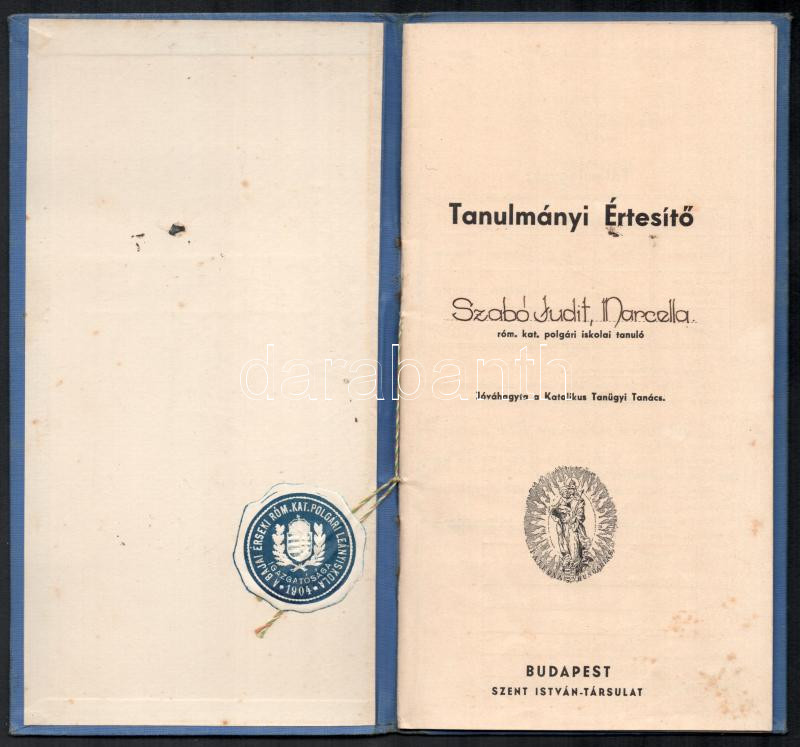 Tanulmányi Értesítő
Szabó Judit, Marcella.
róm. kat. polgári iskolai tanuló
darabanth
Jóváhagyta a Katolikus Tanügyi Tanács.
A BAJAI ÉRSEKI RÓM. KAT. POLGÁRI LEÁNYISKOLA
IGAZGATÓSÁGA
1904
BUDAPEST
SZENT ISTVÁN-TÁRSULAT